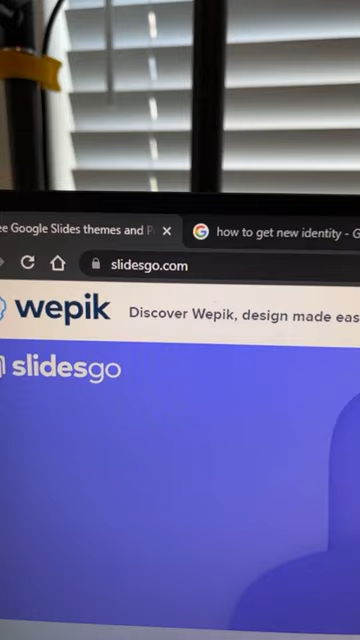 ee Google Slides themes and P
how to get new identity - G
slidesgo.com
wepik
Discover Wepik, design made eas
slidesgo